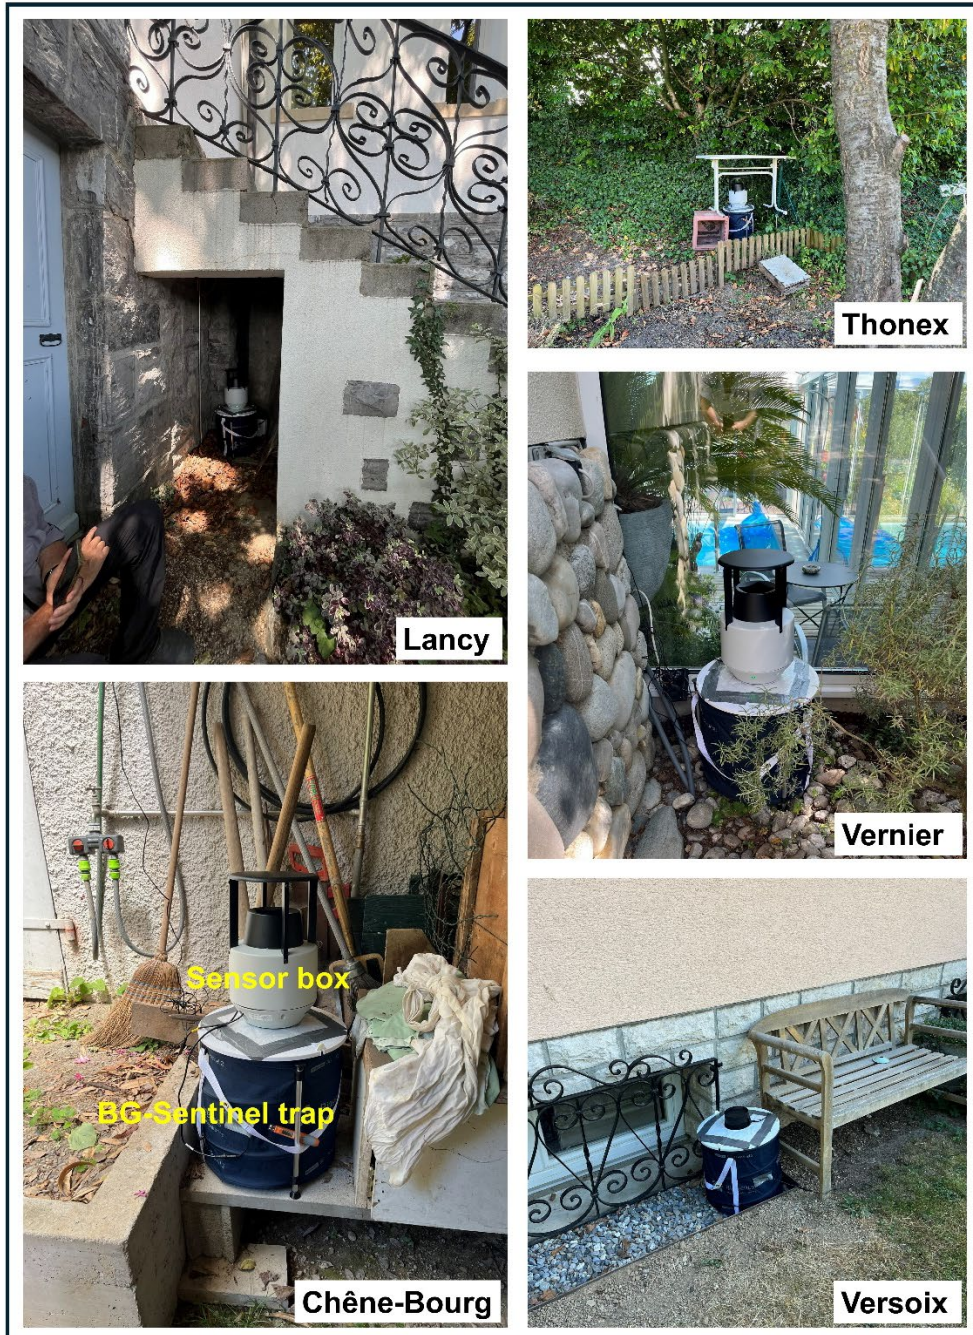 Lancy
Thonex
Vernier
Sensor box
BG-Sentinel trap
Chêne-Bourg
Versoix